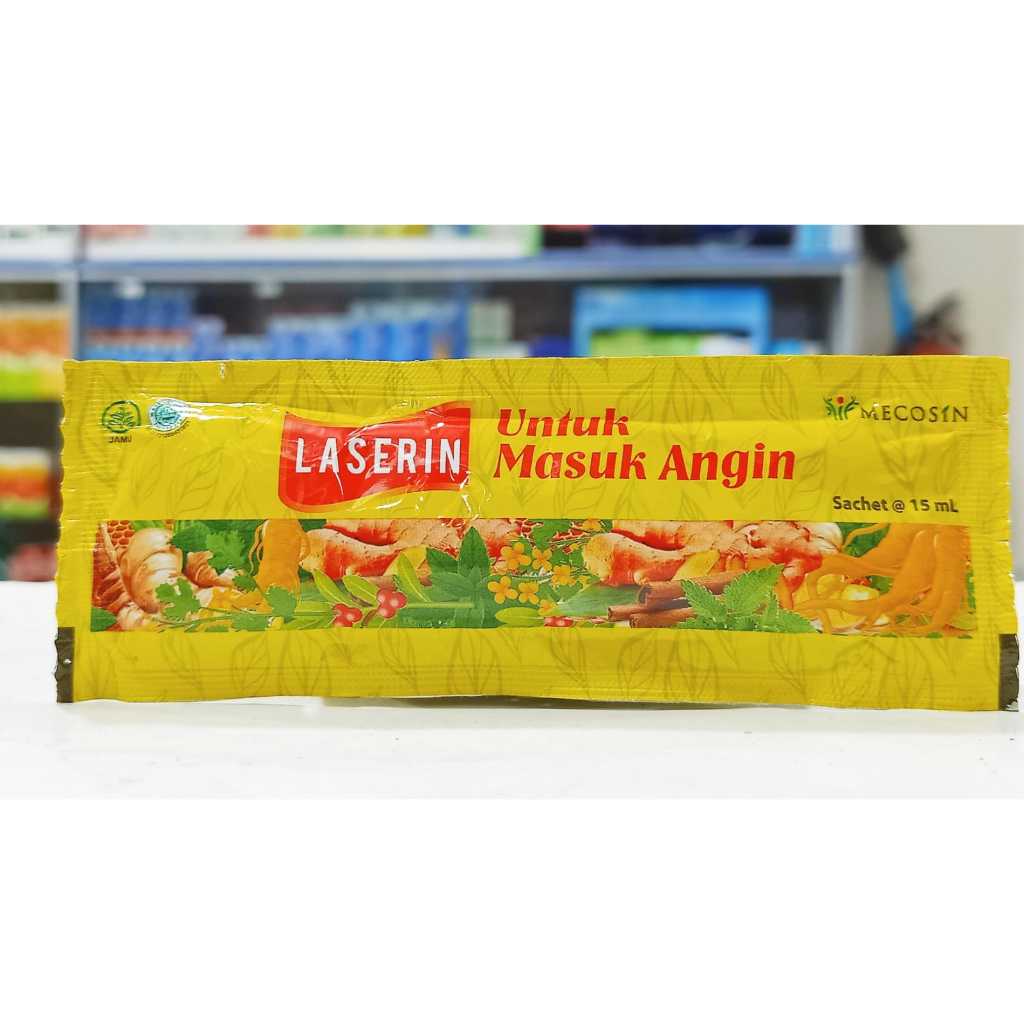 JAMU
LASERIN
Untuk
Masuk Angin
MECOSIN
Sachet @ 15 mL